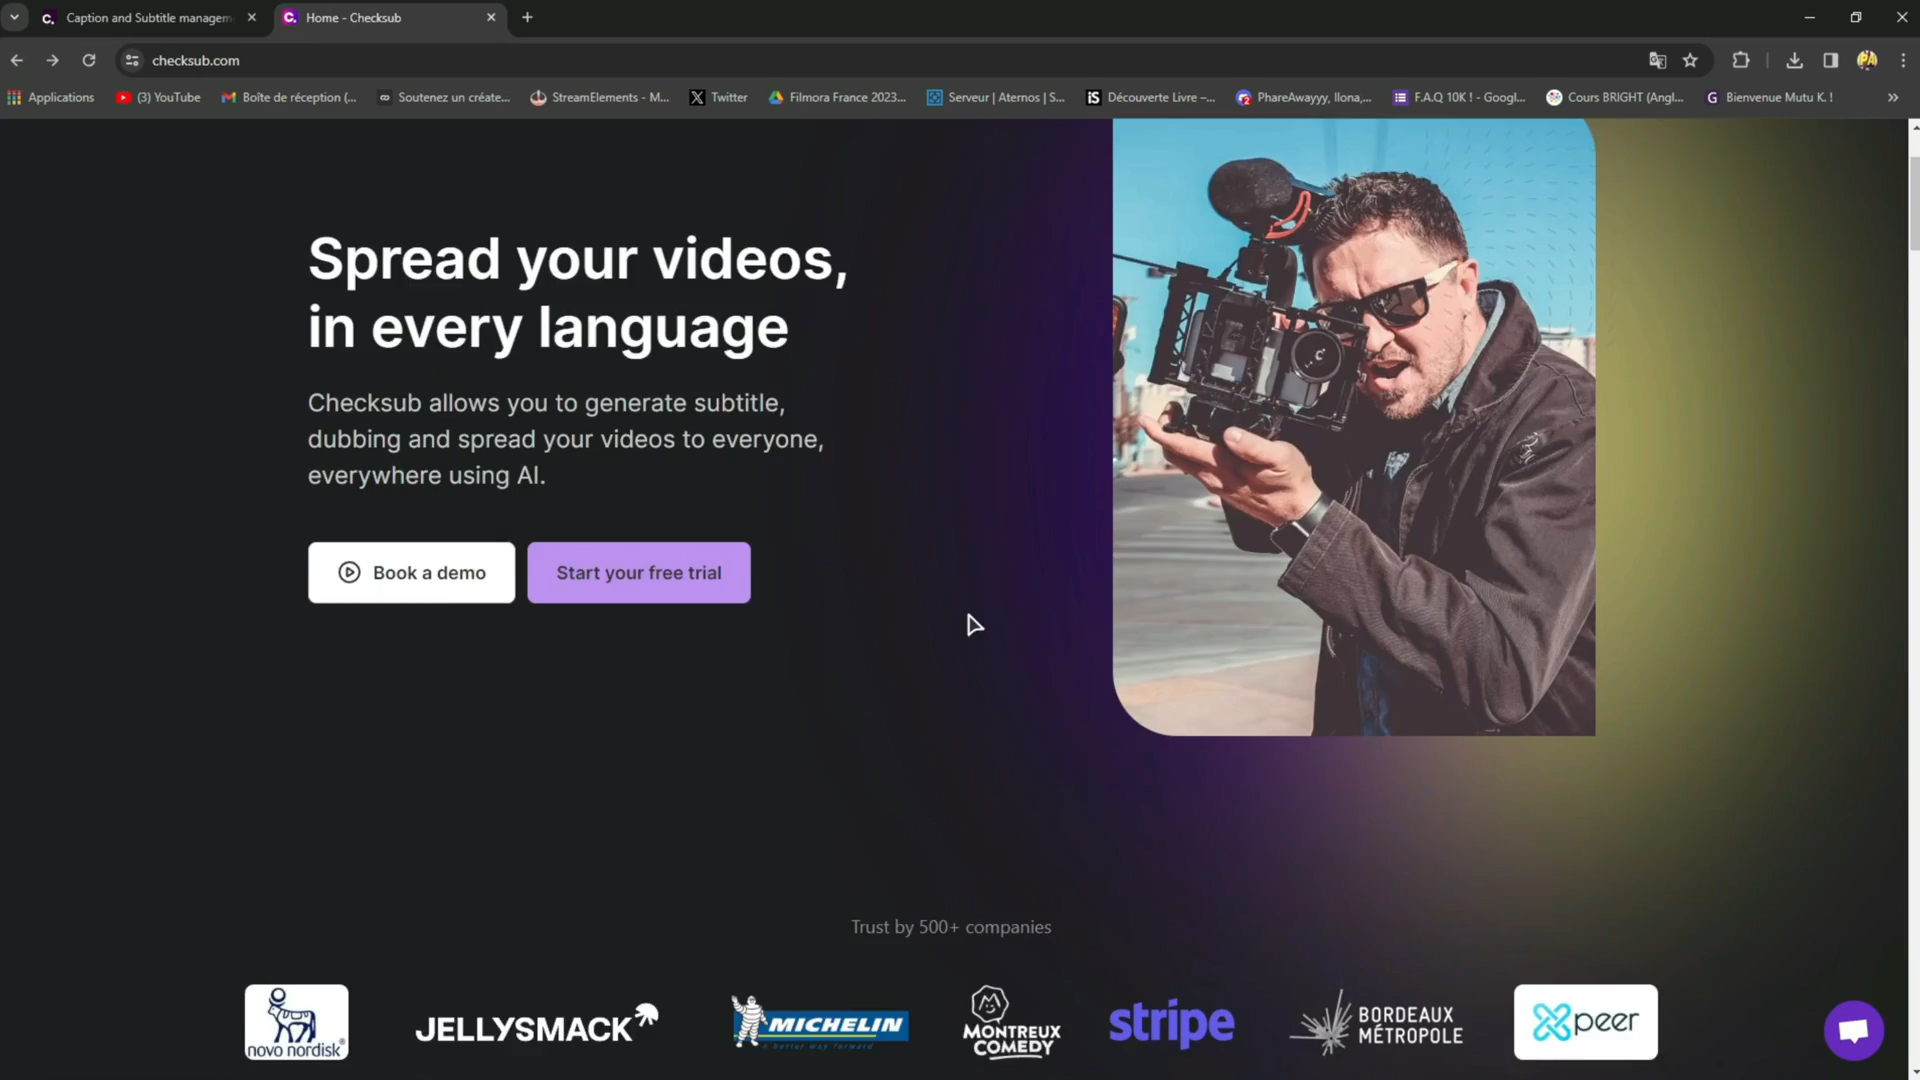 Caption and Subtitle managem
Home - Checksub
checksub.com
Applications
(3) YouTube
Boîte de réception (...
Soutenez un créate...
StreamElements - M...
Twitter
Filmora France 2023...
Serveur | Aternos | S...
Découverte Livre –...
PhareAwayyy, Ilona,...
F.A.Q 10K ! - Googl...
Cours BRIGHT (Angl...
Bienvenue Mutu K. !
Spread your videos,
in every language
Checksub allows you to generate subtitle,
dubbing and spread your videos to everyone,
everywhere using AI.
Book a demo
Start your free trial
Trust by 500+ companies
novo nordisk
JELLYSMACK
MICHELIN
a better way forward
MONTREUX
COMEDY
stripe
BORDEAUX
MÉTROPOLE
peer